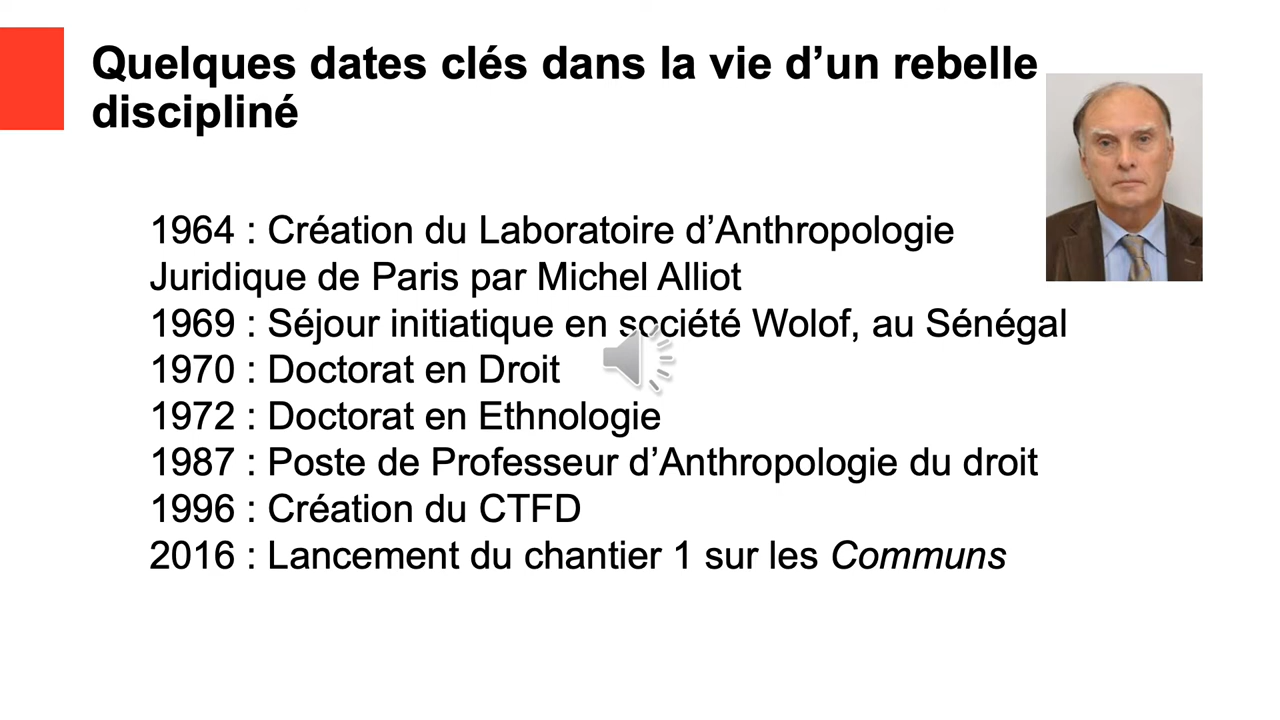 Quelques dates clés dans la vie d’un rebelle
discipliné
1964 : Création du Laboratoire d’Anthropologie
Juridique de Paris par Michel Alliot
1969 : Séjour initiatique en société Wolof, au Sénégal
1970 : Doctorat en Droit
1972 : Doctorat en Ethnologie
1987 : Poste de Professeur d’Anthropologie du droit
1996 : Création du CTFD
2016 : Lancement du chantier 1 sur les Communs